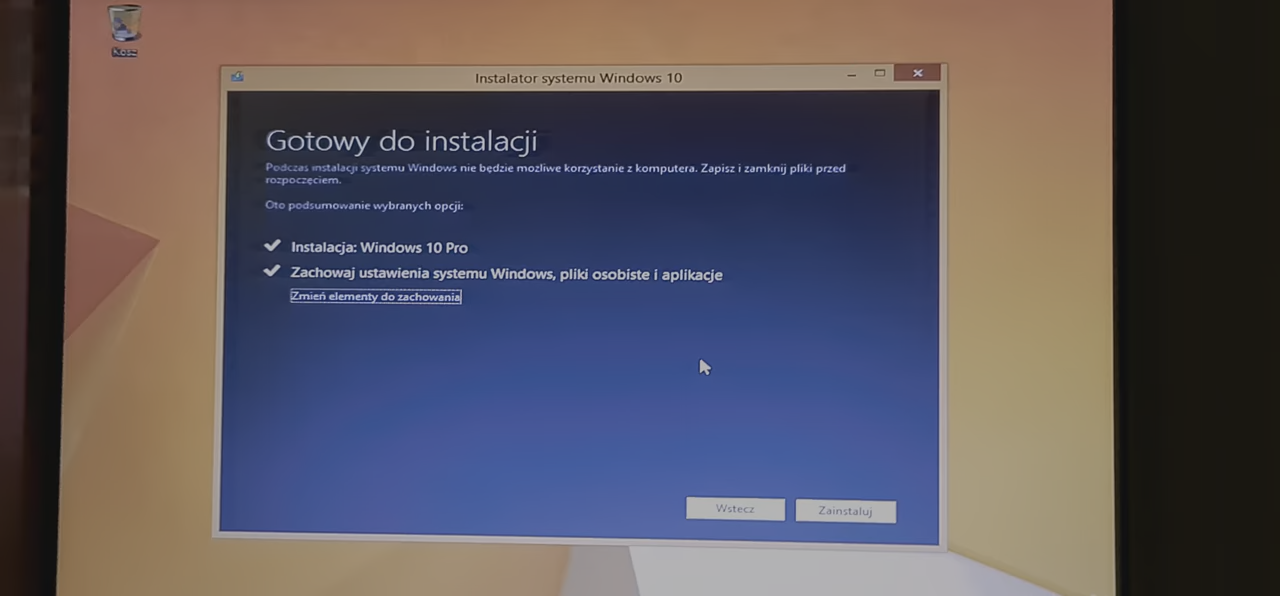 Kosz
Instalator systemu Windows 10
Gotowy do instalacji
Podczas instalacji systemu Windows nie będzie możliwe korzystanie z komputera. Zapisz i zamknij pliki przed
rozpoczęciem.
Oto podsumowanie wybranych opcji:
Instalacja: Windows 10 Pro
Zachowaj ustawienia systemu Windows, pliki osobiste i aplikacje
Zmień elementy do zachowania
Wstecz
Zainstaluj